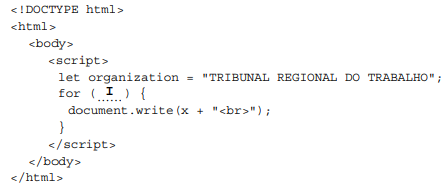 <!DOCTYPE html>
<html>
<body>
<script>
let organization = "TRIBUNAL REGIONAL DO TRABALHO";
for ( I ) {
document.write(x + "<br>");
}
</script>
</body>
</html>